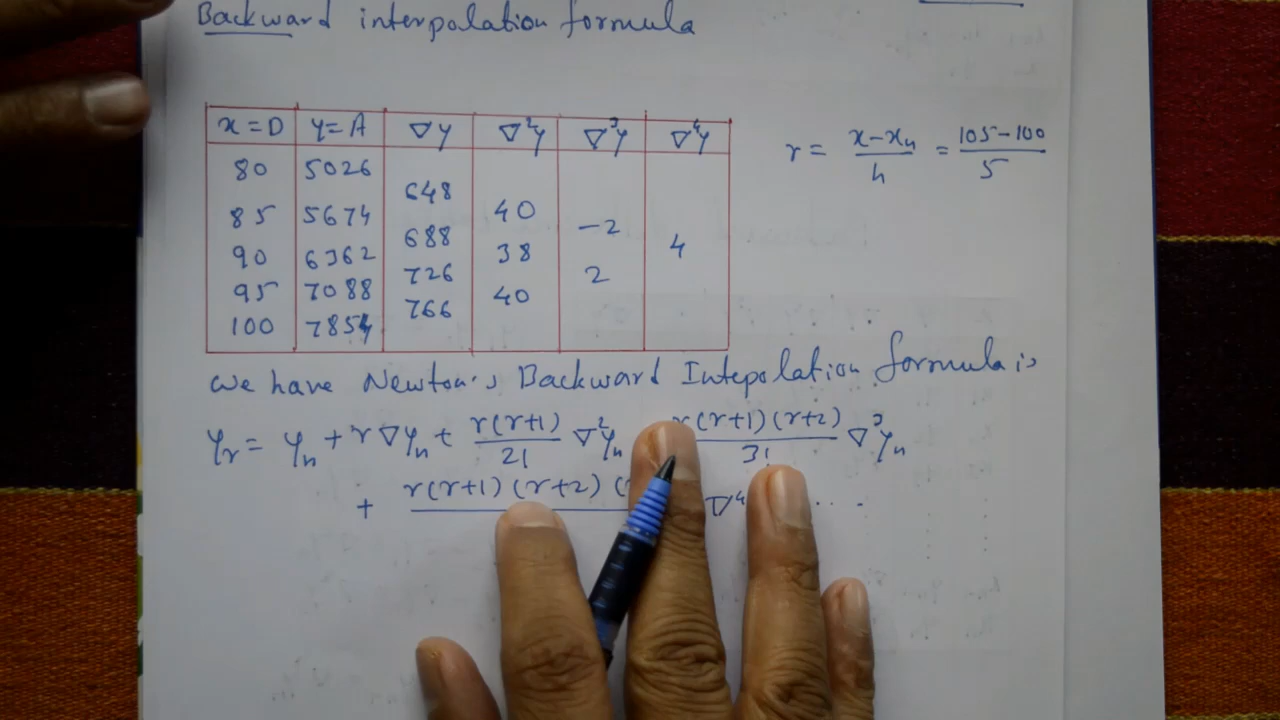 Backward interpolation formula
x = D y = A ∇y ∇²y ∇³y ∇⁴y
r = x - xₙ / h = 105 - 100 / 5
80 5026
648
85 5674 40
688 -2
90 6362 38 4
726 2
95 7088 40
766
100 7854
We have Newton's Backward Intepolation formula is
yᵣ = yₙ + r∇yₙ + r(r+1) / 2! ∇²yₙ r(r+1)(r+2) / 3! ∇³yₙ
+ r(r+1)(r+2)( ∇⁴ ...